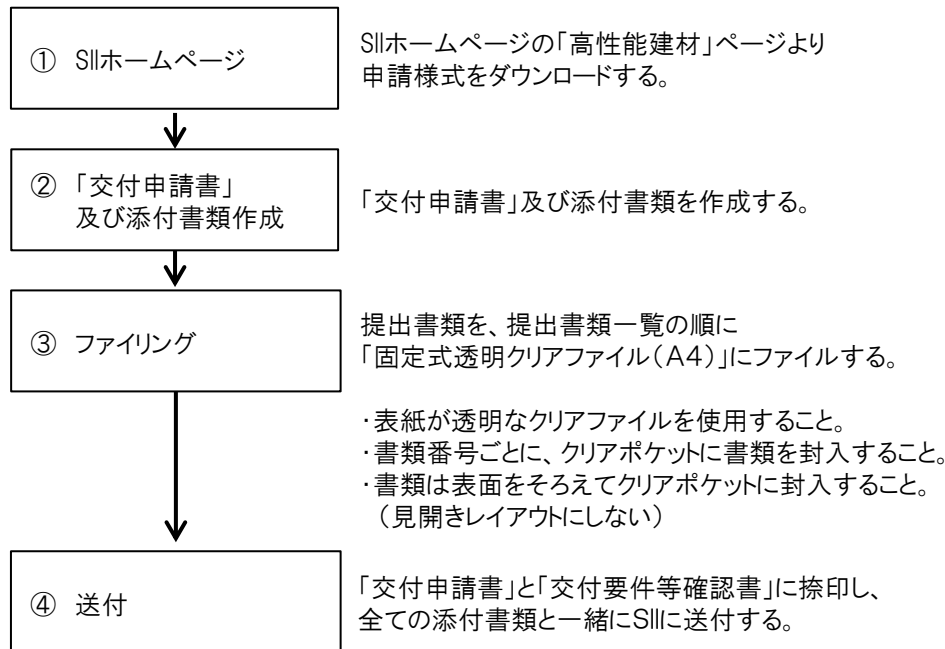 ① SIIホームページ
SIIホームページの「高性能建材」ページより
申請様式をダウンロードする。
② 「交付申請書」
及び添付書類作成
「交付申請書」及び添付書類を作成する。
③ ファイリング
提出書類を、提出書類一覧の順に
「固定式透明クリアファイル(A4)」にファイルする。
・表紙が透明なクリアファイルを使用すること。
・書類番号ごとに、クリアポケットに書類を封入すること。
・書類は表面をそろえてクリアポケットに封入すること。
(見開きレイアウトにしない)
④ 送付
「交付申請書」と「交付要件等確認書」に捺印し、
全ての添付書類と一緒にSIIに送付する。